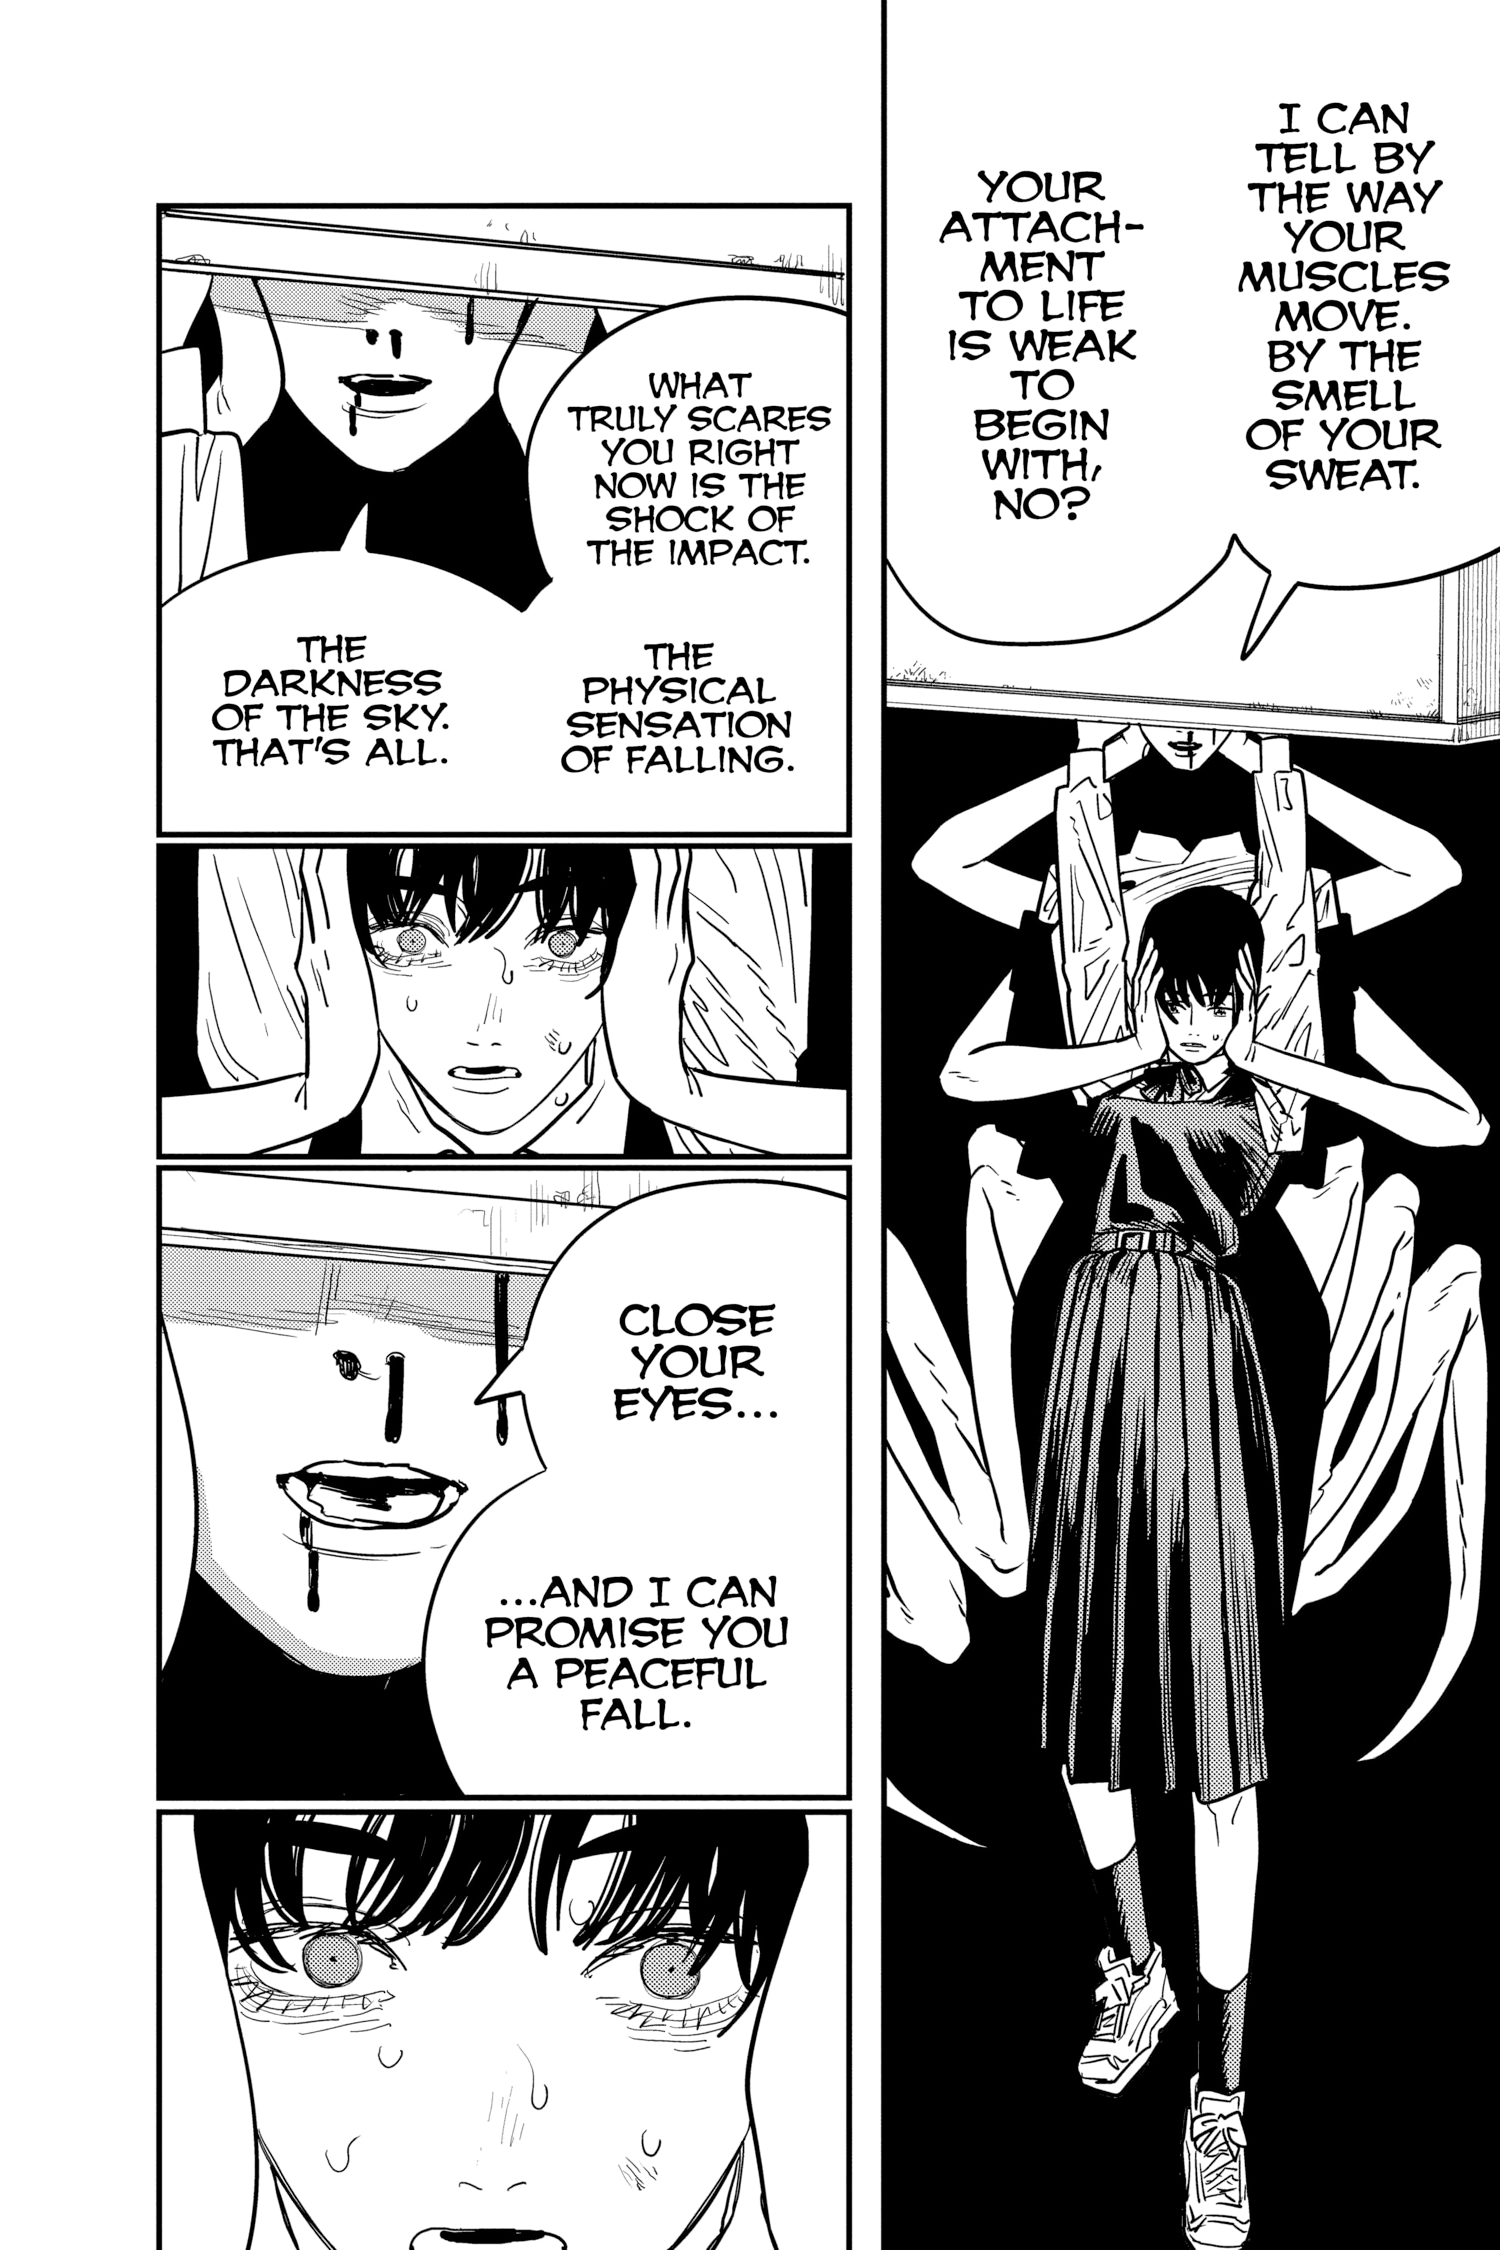 I CAN
TELL BY
THE WAY
YOUR
MUSCLES
MOVE.
BY THE
SMELL
OF YOUR
SWEAT.
YOUR
ATTACH-
MENT
TO LIFE
IS WEAK
TO
BEGIN
WITH,
NO?
WHAT
TRULY SCARES
YOU RIGHT
NOW IS THE
SHOCK OF
THE IMPACT.
THE
PHYSICAL
SENSATION
OF FALLING.
THE
DARKNESS
OF THE SKY.
THAT'S ALL.
CLOSE
YOUR
EYES...
...AND I CAN
PROMISE YOU
A PEACEFUL
FALL.